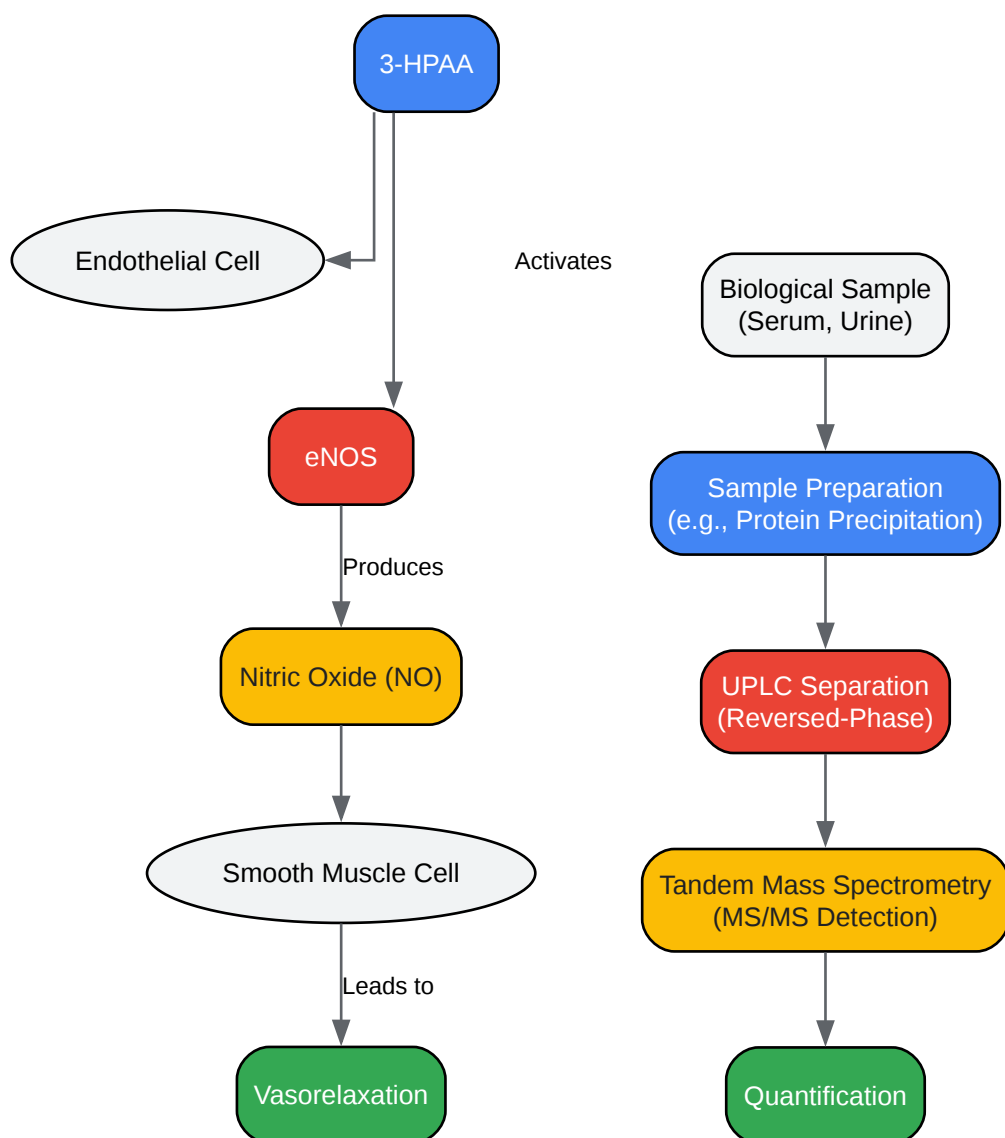 3-HPAA
Endothelial Cell
Activates
eNOS
Produces
Nitric Oxide (NO)
Smooth Muscle Cell
Leads to
Vasorelaxation
Biological Sample
(Serum, Urine)
Sample Preparation
(e.g., Protein Precipitation)
UPLC Separation
(Reversed-Phase)
Tandem Mass Spectrometry
(MS/MS Detection)
Quantification